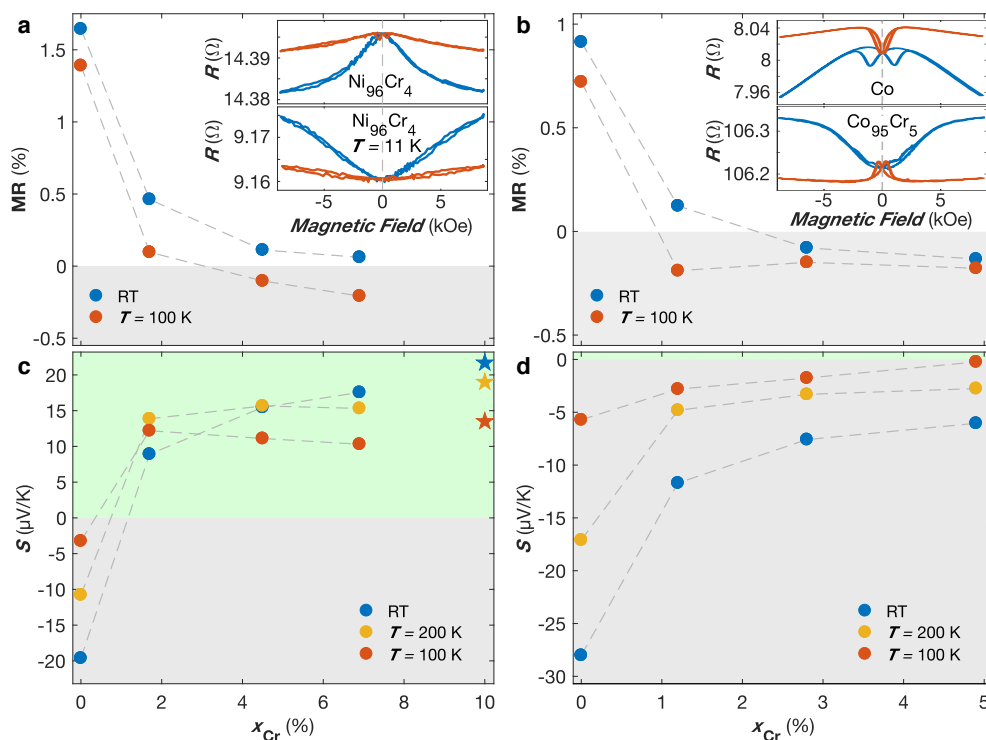 a
MR (%)
1.5
1
0.5
0
-0.5
RT
T = 100 K
R (Ω)
14.39
14.38
Ni96Cr4
R (Ω)
9.17
9.16
Ni96Cr4
T = 11 K
-5 0 5
Magnetic Field (kOe)
b
MR (%)
1
0.5
0
-0.5
RT
T = 100 K
R (Ω)
8.04
8
7.96
Co
R (Ω)
106.3
106.2
Co95Cr5
-5 0 5
Magnetic Field (kOe)
c
S (μV/K)
20
15
10
5
0
-5
-10
-15
-20
RT
T = 200 K
T = 100 K
0 2 4 6 8 10
xCr (%)
d
S (μV/K)
0
-5
-10
-15
-20
-25
-30
RT
T = 200 K
T = 100 K
0 1 2 3 4 5
xCr (%)